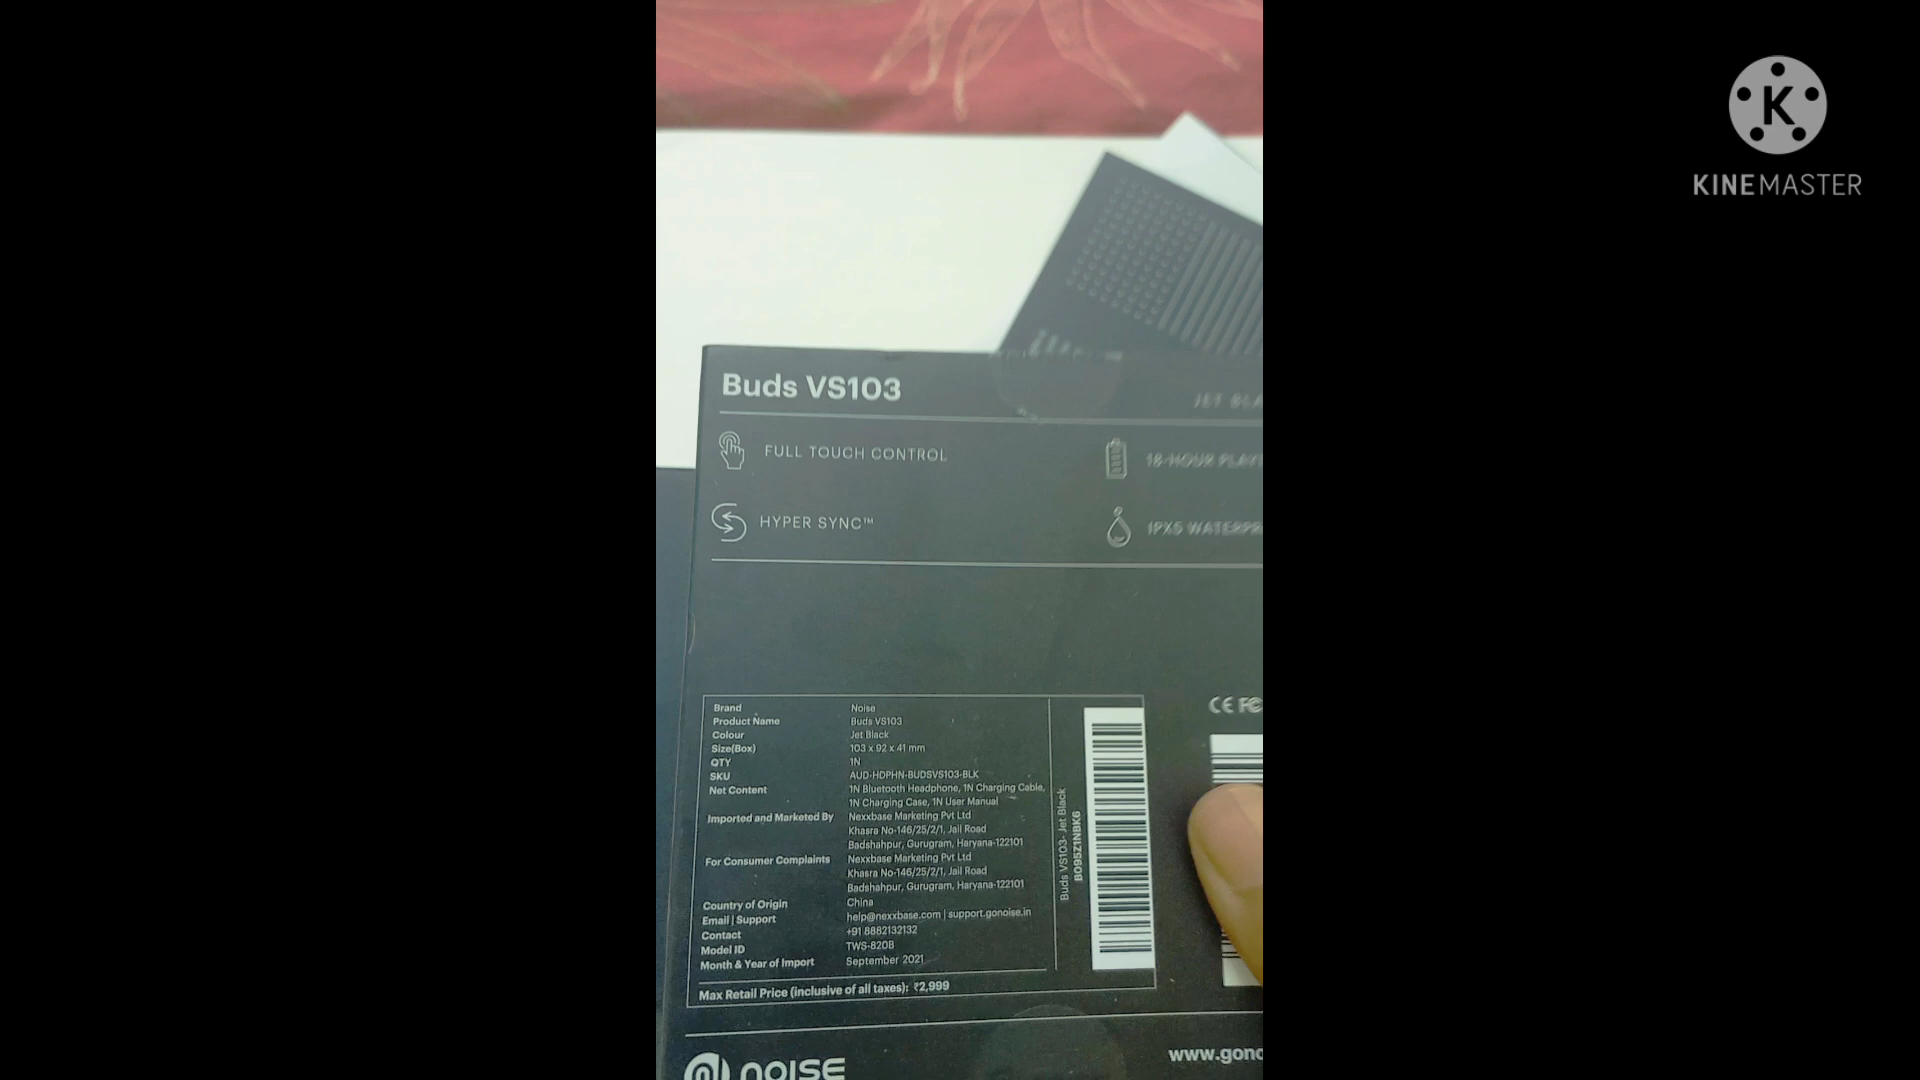 K
KINEMASTER
Buds VS103
JET BLA
FULL TOUCH CONTROL
18-HOUR PLAYT
HYPER SYNC™
IPX5 WATERPR
Brand Noise
Product Name Buds VS103
Colour Jet Black
Size(Box) 103 x 92 x 41 mm
QTY 1N
SKU AUD-HDPHN-BUDSVS103-BLK
Net Content 1N Bluetooth Headphone, 1N Charging Cable,
1N Charging Case, 1N User Manual
Imported and Marketed By Nexxbase Marketing Pvt Ltd
Khasra No-146/25/2/1, Jail Road
Badshahpur, Gurugram, Haryana-122101
For Consumer Complaints Nexxbase Marketing Pvt Ltd
Khasra No-146/25/2/1, Jail Road
Badshahpur, Gurugram, Haryana-122101
Country of Origin China
Email | Support help@nexxbase.com | support.gonoise.in
Contact +91 8882132132
Model ID TWS-820B
Month & Year of Import September 2021
Max Retail Price (inclusive of all taxes): ₹2,999
Buds VS103- Jet Black
B095Z1NBK6
CE FC
NOISE
www.gono